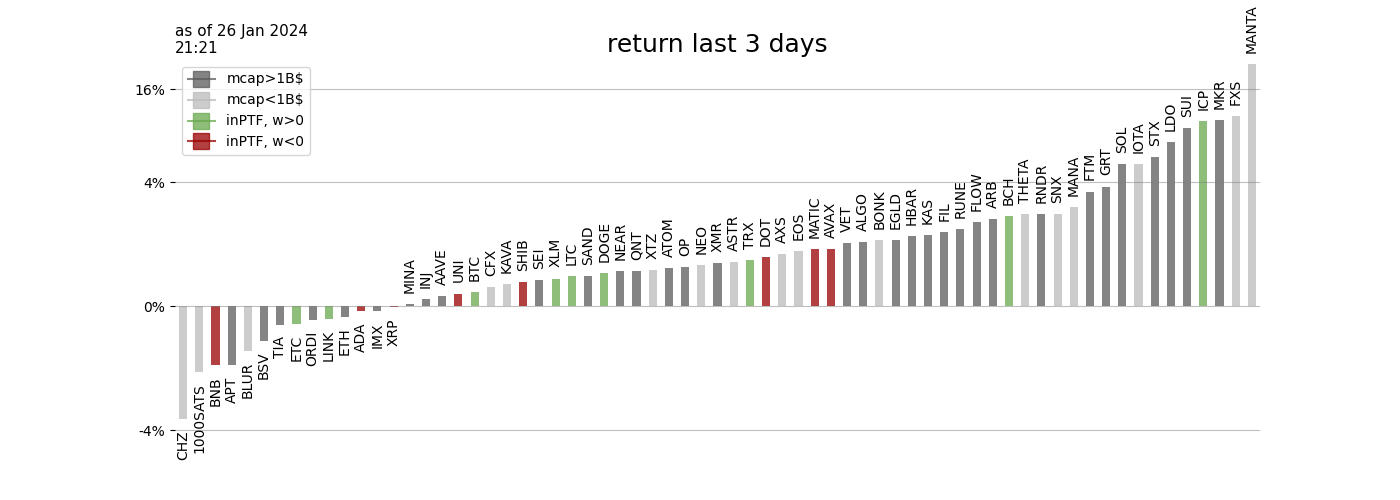 as of 26 Jan 2024
21:21
return last 3 days
mcap>1B$
mcap<1B$
inPTF, w>0
inPTF, w<0
16%
4%
0%
-4%
CHZ
1000SATS
BNB
APT
BLUR
BSV
TIA
ETC
ORDI
LINK
ETH
ADA
IMX
XRP
MINA
INJ
AAVE
UNI
BTC
CFX
KAVA
SHIB
SEI
XLM
LTC
SAND
DOGE
NEAR
QNT
XTZ
ATOM
OP
NEO
XMR
ASTR
TRX
DOT
AXS
EOS
MATIC
AVAX
VET
ALGO
BONK
EGLD
HBAR
KAS
FIL
RUNE
FLOW
ARB
BCH
THETA
RNDR
SNX
MANA
FTM
GRT
SOL
IOTA
STX
LDO
SUI
ICP
MKR
FXS
MANTA